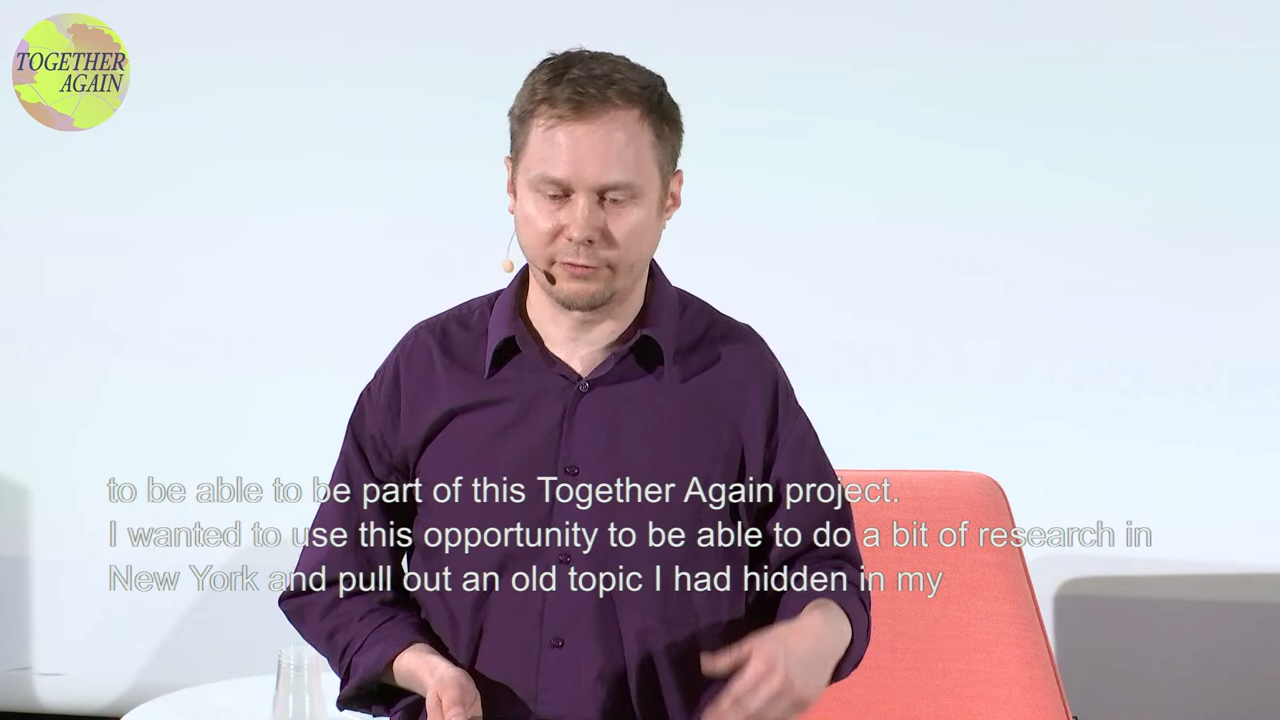 TOGETHER
AGAIN
to be able to be part of this Together Again project.
I wanted to use this opportunity to be able to do a bit of research in
New York and pull out an old topic I had hidden in my